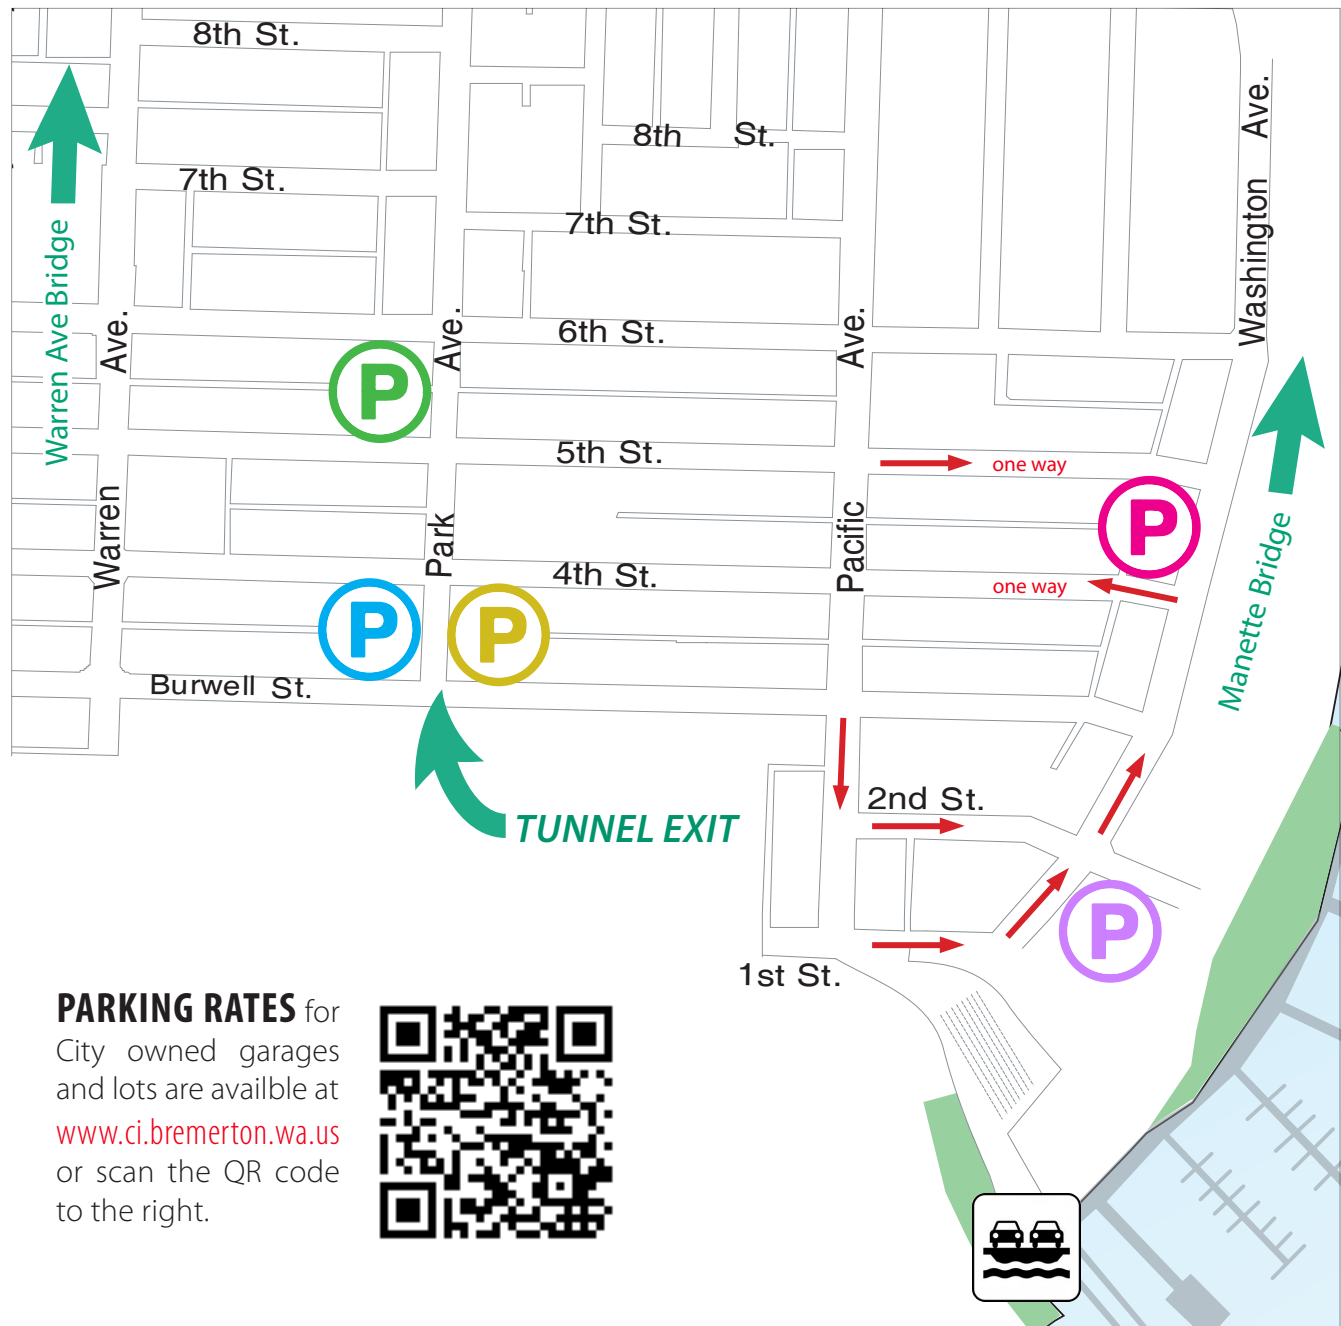 8th St.
8th St.
7th St.
7th St.
Warren Ave Bridge
Washington Ave.
Warren Ave.
Park Ave.
6th St.
Pacific Ave.
P
5th St.
one way
P
4th St.
one way
P
P
Manette Bridge
Burwell St.
2nd St.
TUNNEL EXIT
P
1st St.
PARKING RATES for
City owned garages
and lots are availble at
www.ci.bremerton.wa.us
or scan the QR code
to the right.